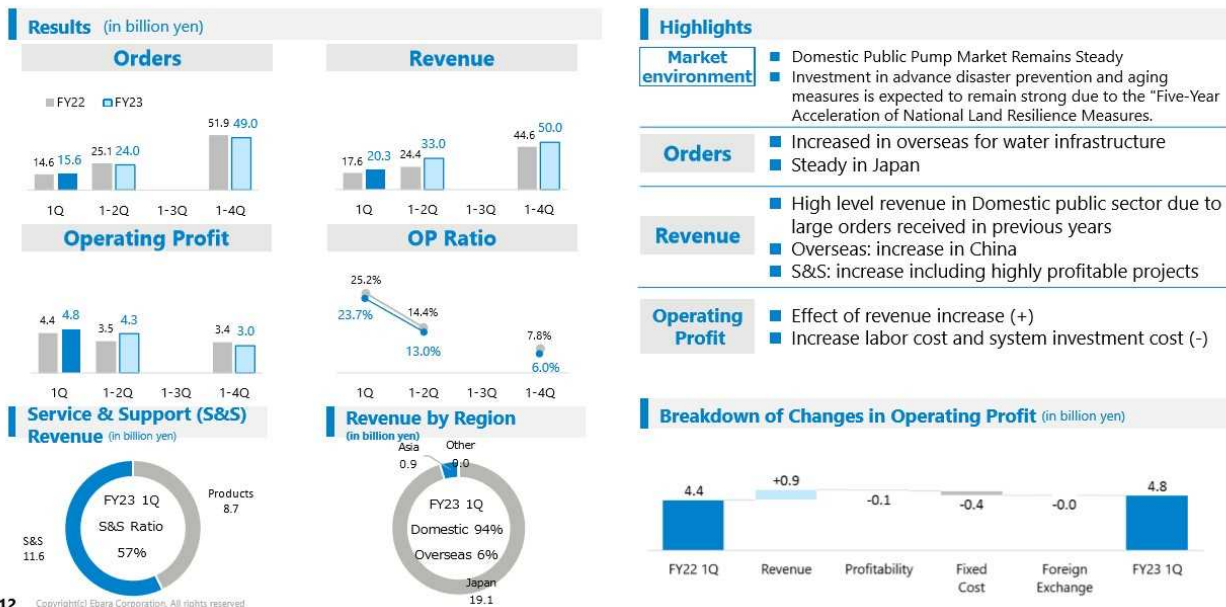 Results (in billion yen)
Orders
FY22 FY23
14.6 15.6 25.1 24.0 51.9 49.0
1Q 1-2Q 1-3Q 1-4Q
Revenue
17.6 20.3 24.4 33.0 44.6 50.0
1Q 1-2Q 1-3Q 1-4Q
Operating Profit
4.4 4.8 3.5 4.3 3.4 3.0
1Q 1-2Q 1-3Q 1-4Q
OP Ratio
25.2%
23.7%
14.4%
13.0%
7.8%
6.0%
1Q 1-2Q 1-3Q 1-4Q
Service & Support (S&S)
Revenue (in billion yen)
FY23 1Q
S&S Ratio
57%
Products
8.7
S&S
11.6
Revenue by Region
(in billion yen)
Asia
0.9
Other
0.0
FY23 1Q
Domestic 94%
Overseas 6%
Japan
19.1
Highlights
Market
environment
Domestic Public Pump Market Remains Steady
Investment in advance disaster prevention and aging
measures is expected to remain strong due to the "Five-Year
Acceleration of National Land Resilience Measures.
Orders
Increased in overseas for water infrastructure
Steady in Japan
Revenue
High level revenue in Domestic public sector due to
large orders received in previous years
Overseas: increase in China
S&S: increase including highly profitable projects
Operating
Profit
Effect of revenue increase (+)
Increase labor cost and system investment cost (-)
Breakdown of Changes in Operating Profit (in billion yen)
4.4 +0.9 -0.1 -0.4 -0.0 4.8
FY22 1Q Revenue Profitability Fixed Cost Foreign Exchange FY23 1Q
12 Copyright(c) Ebara Corporation. All rights reserved